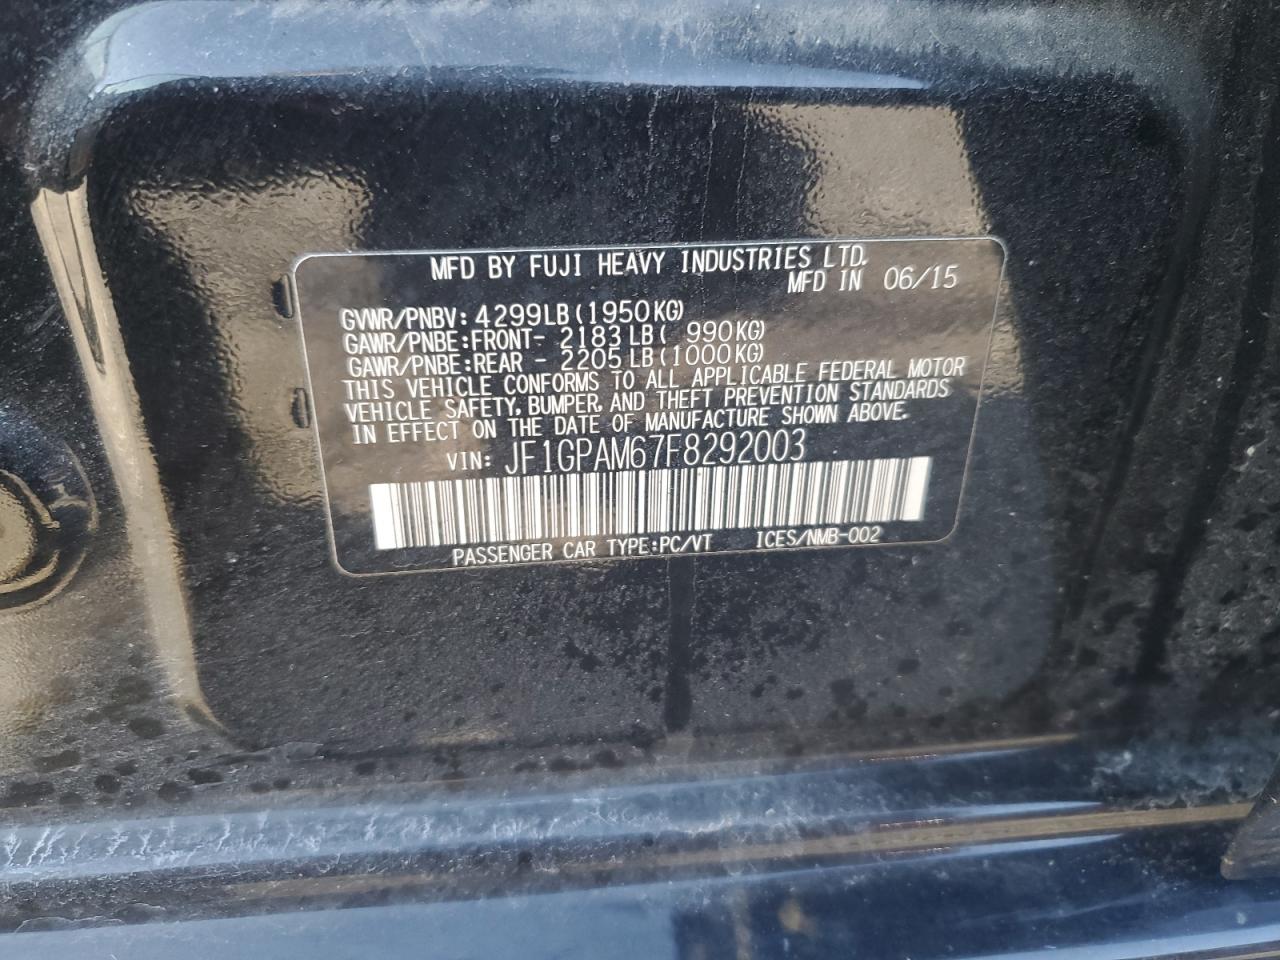 MFD BY FUJI HEAVY INDUSTRIES LTD.
MFD IN 06/15
GVWR/PNBV: 4299LB(1950KG)
GAWR/PNBE:FRONT- 2183LB( 990KG)
GAWR/PNBE:REAR - 2205LB(1000KG)
THIS VEHICLE CONFORMS TO ALL APPLICABLE FEDERAL MOTOR
VEHICLE SAFETY, BUMPER, AND THEFT PREVENTION STANDARDS
IN EFFECT ON THE DATE OF MANUFACTURE SHOWN ABOVE.
VIN: JF1GPAM67F8292003
PASSENGER CAR TYPE:PC/VT ICES/NMB-002